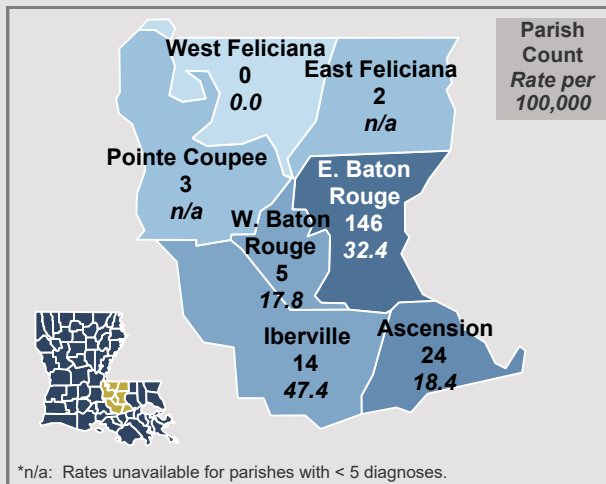 Parish
Count
Rate per
100,000
West Feliciana
0
0.0
East Feliciana
2
n/a
Pointe Coupee
3
n/a
E. Baton
Rouge
146
32.4
W. Baton
Rouge
5
17.8
Iberville
14
47.4
Ascension
24
18.4
*n/a: Rates unavailable for parishes with < 5 diagnoses.